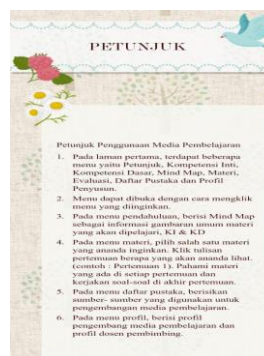 PETUNJUK
Petunjuk Penggunaan Media Pembelajaran
1. Pada laman pertama, terdapat beberapa
menu yaitu Petunjuk, Kompetensi Inti,
Kompetensi Dasar, Mind Map, Materi,
Evaluasi, Daftar Pustaka dan Profil
Penyusun.
2. Menu dapat dibuka dengan cara mengklik
menu yang diinginkan.
3. Pada menu pendahuluan, berisi Mind Map
sebagai informasi gambaran umum materi
yang akan dipelajari, KI & KD
4. Pada menu materi, pilih salah satu materi
yang ananda inginkan. Klik tulisan
pertemuan berapa yang akan ananda lihat.
(contoh : Pertemuan 1). Pahami materi
yang ada di setiap pertemuan dan
kerjakan soal-soal di akhir pertemuan.
5. Pada menu daftar pustaka, berisikan
sumber- sumber yang digunakan untuk
pengembangan media pembelajaran.
6. Pada menu profil, berisi profil
pengembang media pembelajaran dan
profil dosen pembimbing.